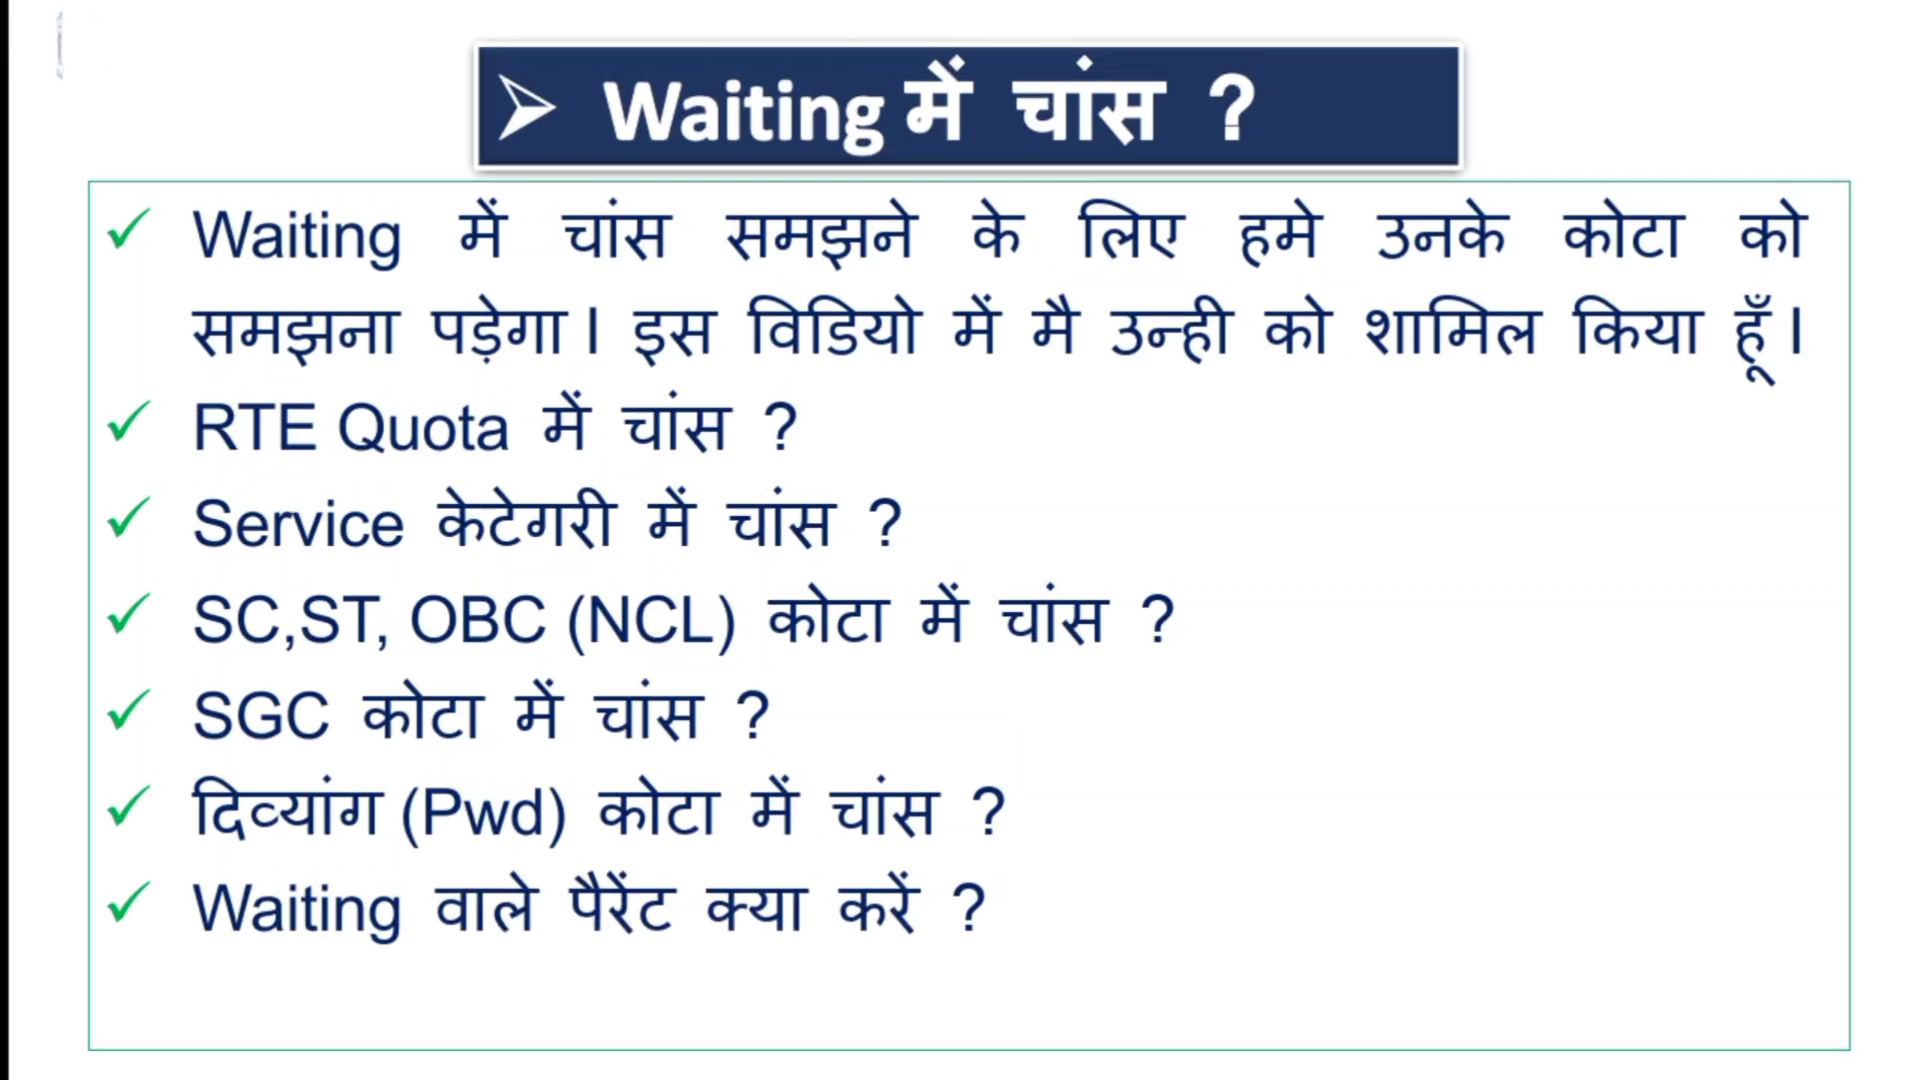 Waiting में चांस ?
Waiting में चांस समझने के लिए हमे उनके कोटा को
समझना पड़ेगा। इस विडियो में मै उन्ही को शामिल किया हूँ।
RTE Quota में चांस ?
Service केटेगरी में चांस ?
SC,ST, OBC (NCL) कोटा में चांस ?
SGC कोटा में चांस ?
दिव्यांग (Pwd) कोटा में चांस ?
Waiting वाले पैरेंट क्या करें ?